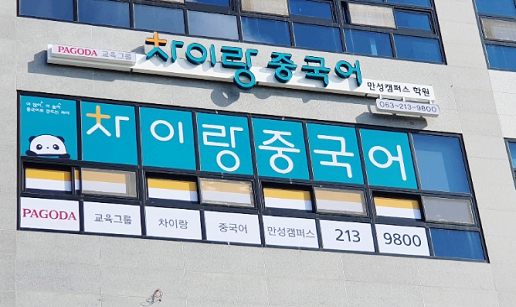 PAGODA 교육그룹 차이랑 중국어 만성캠퍼스 학원
063-213-9800
차이랑중국어
PAGODA 교육그룹 차이랑 중국어 만성캠퍼스 213 9800